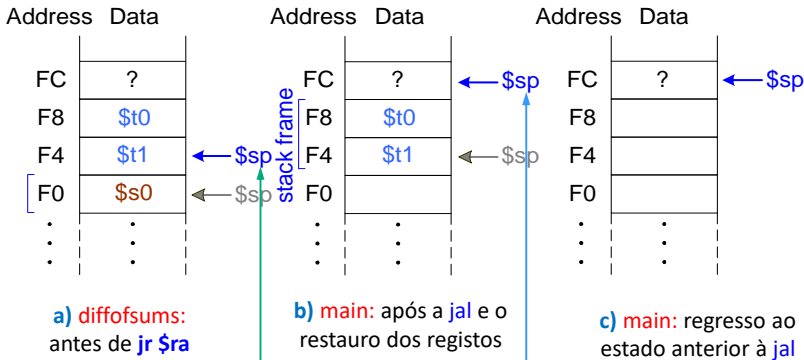 Address Data
FC ?
F8 $t0
F4 $t1 $sp
F0 $s0 $sp
a) diffofsums:
antes de jr $ra
Address Data
FC ? $sp
stack frame
F8 $t0
F4 $t1 $sp
F0
b) main: após a jal e o
restauro dos registos
Address Data
FC ? $sp
F8
F4
F0
c) main: regresso ao
estado anterior à jal